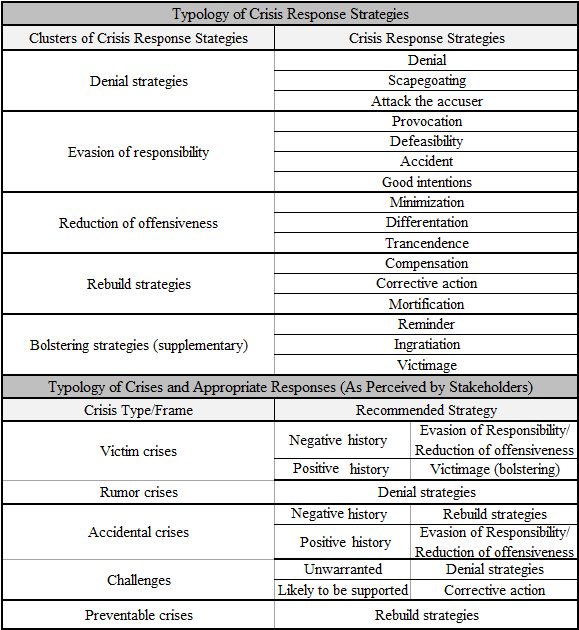 Typology of Crisis Response Strategies
Clusters of Crisis Response Stategies
Crisis Response Strategies
Denial strategies
Denial
Scapegoating
Attack the accuser
Evasion of responsibility
Provocation
Defeasibility
Accident
Good intentions
Reduction of offensiveness
Minimization
Differentation
Trancendence
Rebuild strategies
Compensation
Corrective action
Mortification
Bolstering strategies (supplementary)
Reminder
Ingratiation
Victimage
Typology of Crises and Appropriate Responses (As Perceived by Stakeholders)
Crisis Type/Frame
Recommended Strategy
Victim crises
Negative history
Evasion of Responsibility/
Reduction of offensiveness
Positive history
Victimage (bolstering)
Rumor crises
Denial strategies
Accidental crises
Negative history
Rebuild strategies
Positive history
Evasion of Responsibility/
Reduction of offensiveness
Challenges
Unwarranted
Denial strategies
Likely to be supported
Corrective action
Preventable crises
Rebuild strategies